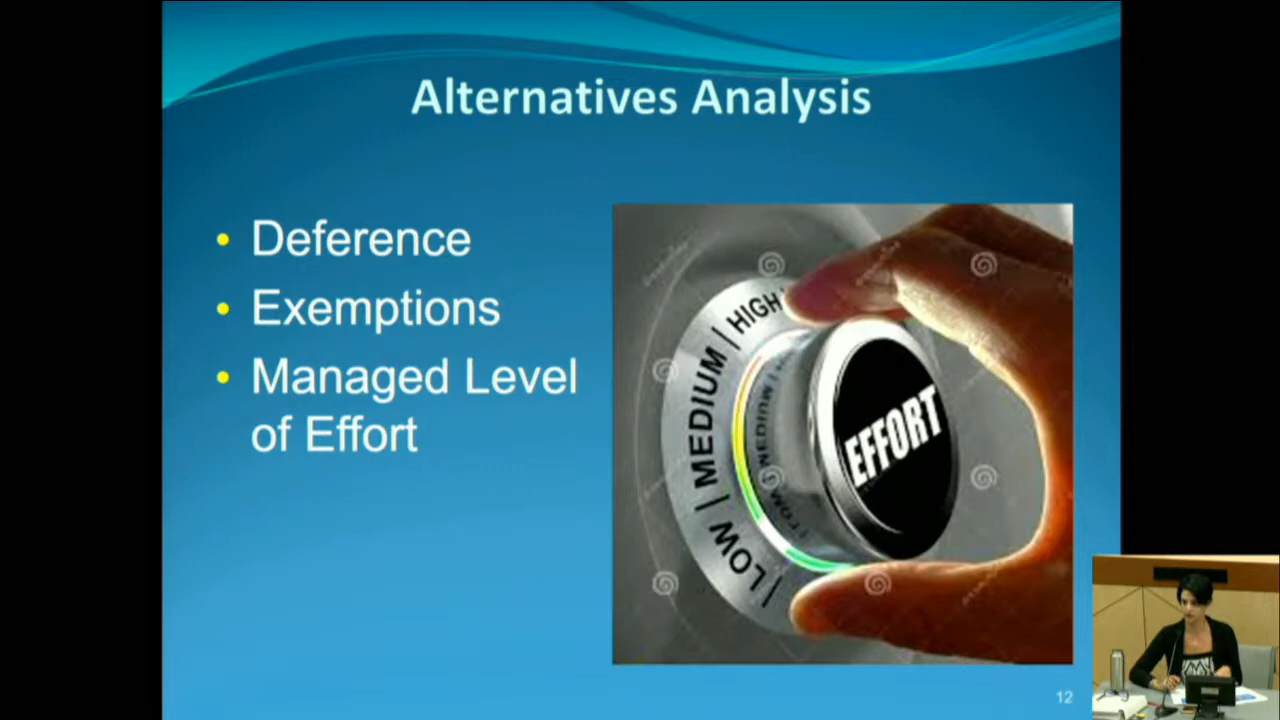 Alternatives Analysis
• Deference
• Exemptions
• Managed Level
of Effort
LOW | MEDIUM | HIGH
EFFORT
12